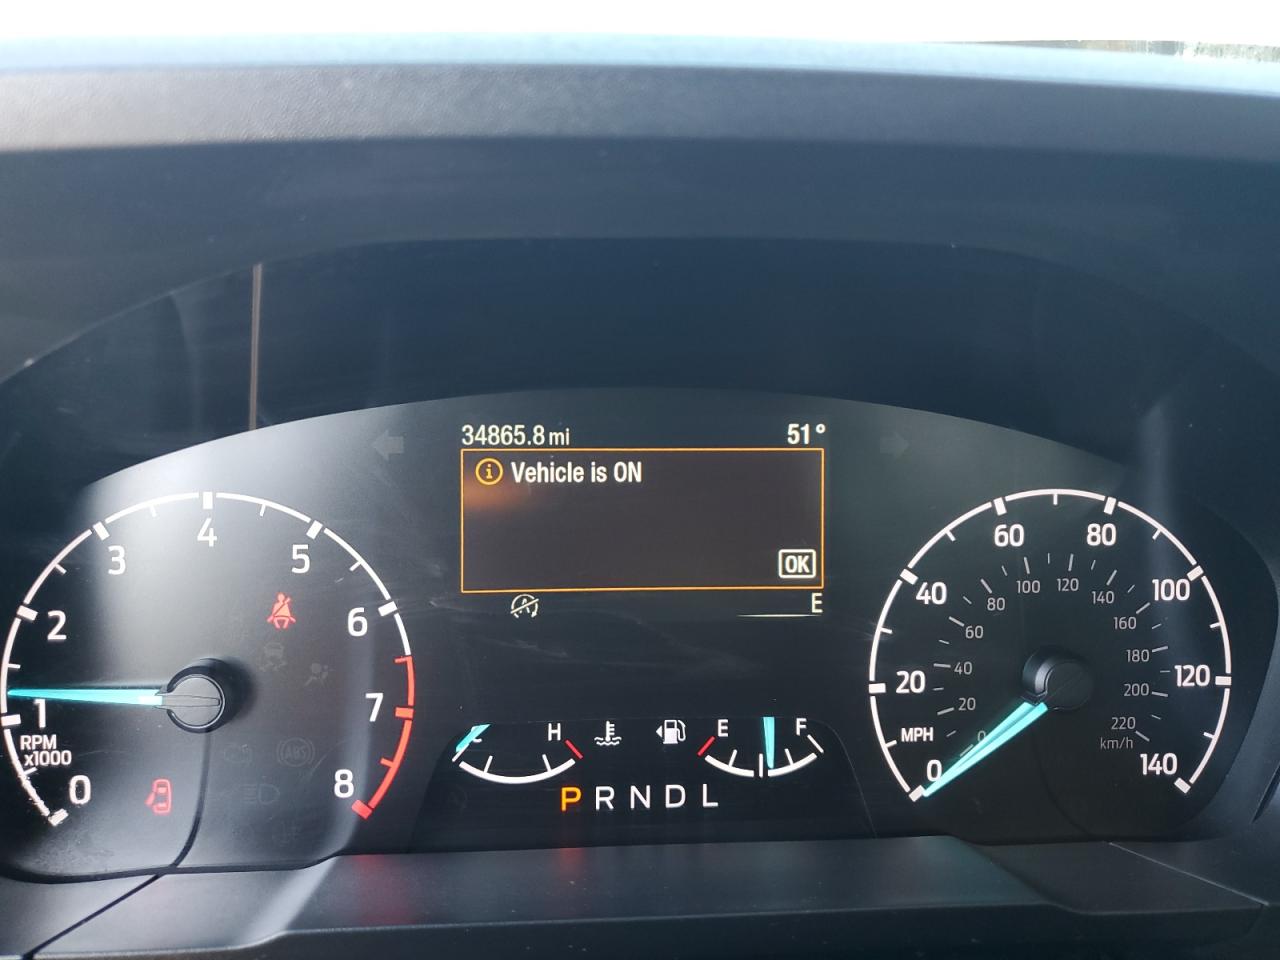 34865.8 mi 51°
Vehicle is ON
OK
A
E
0 1 2 3 4 5 6 7 8
RPM
x1000
ABS
C H
E F
P R N D L
0 20 40 60 80 100 120 140
MPH
0 20 40 60 80 100 120 140 160 180 200 220
km/h